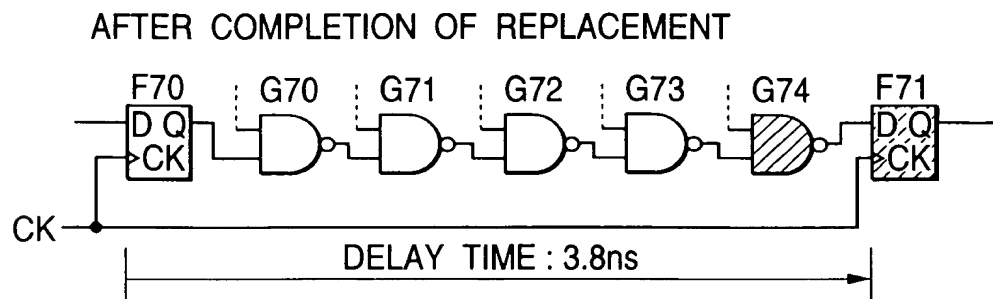 AFTER COMPLETION OF REPLACEMENT
F70 G70 G71 G72 G73 G74 F71
D Q D Q
CK CK
CK
DELAY TIME : 3.8ns